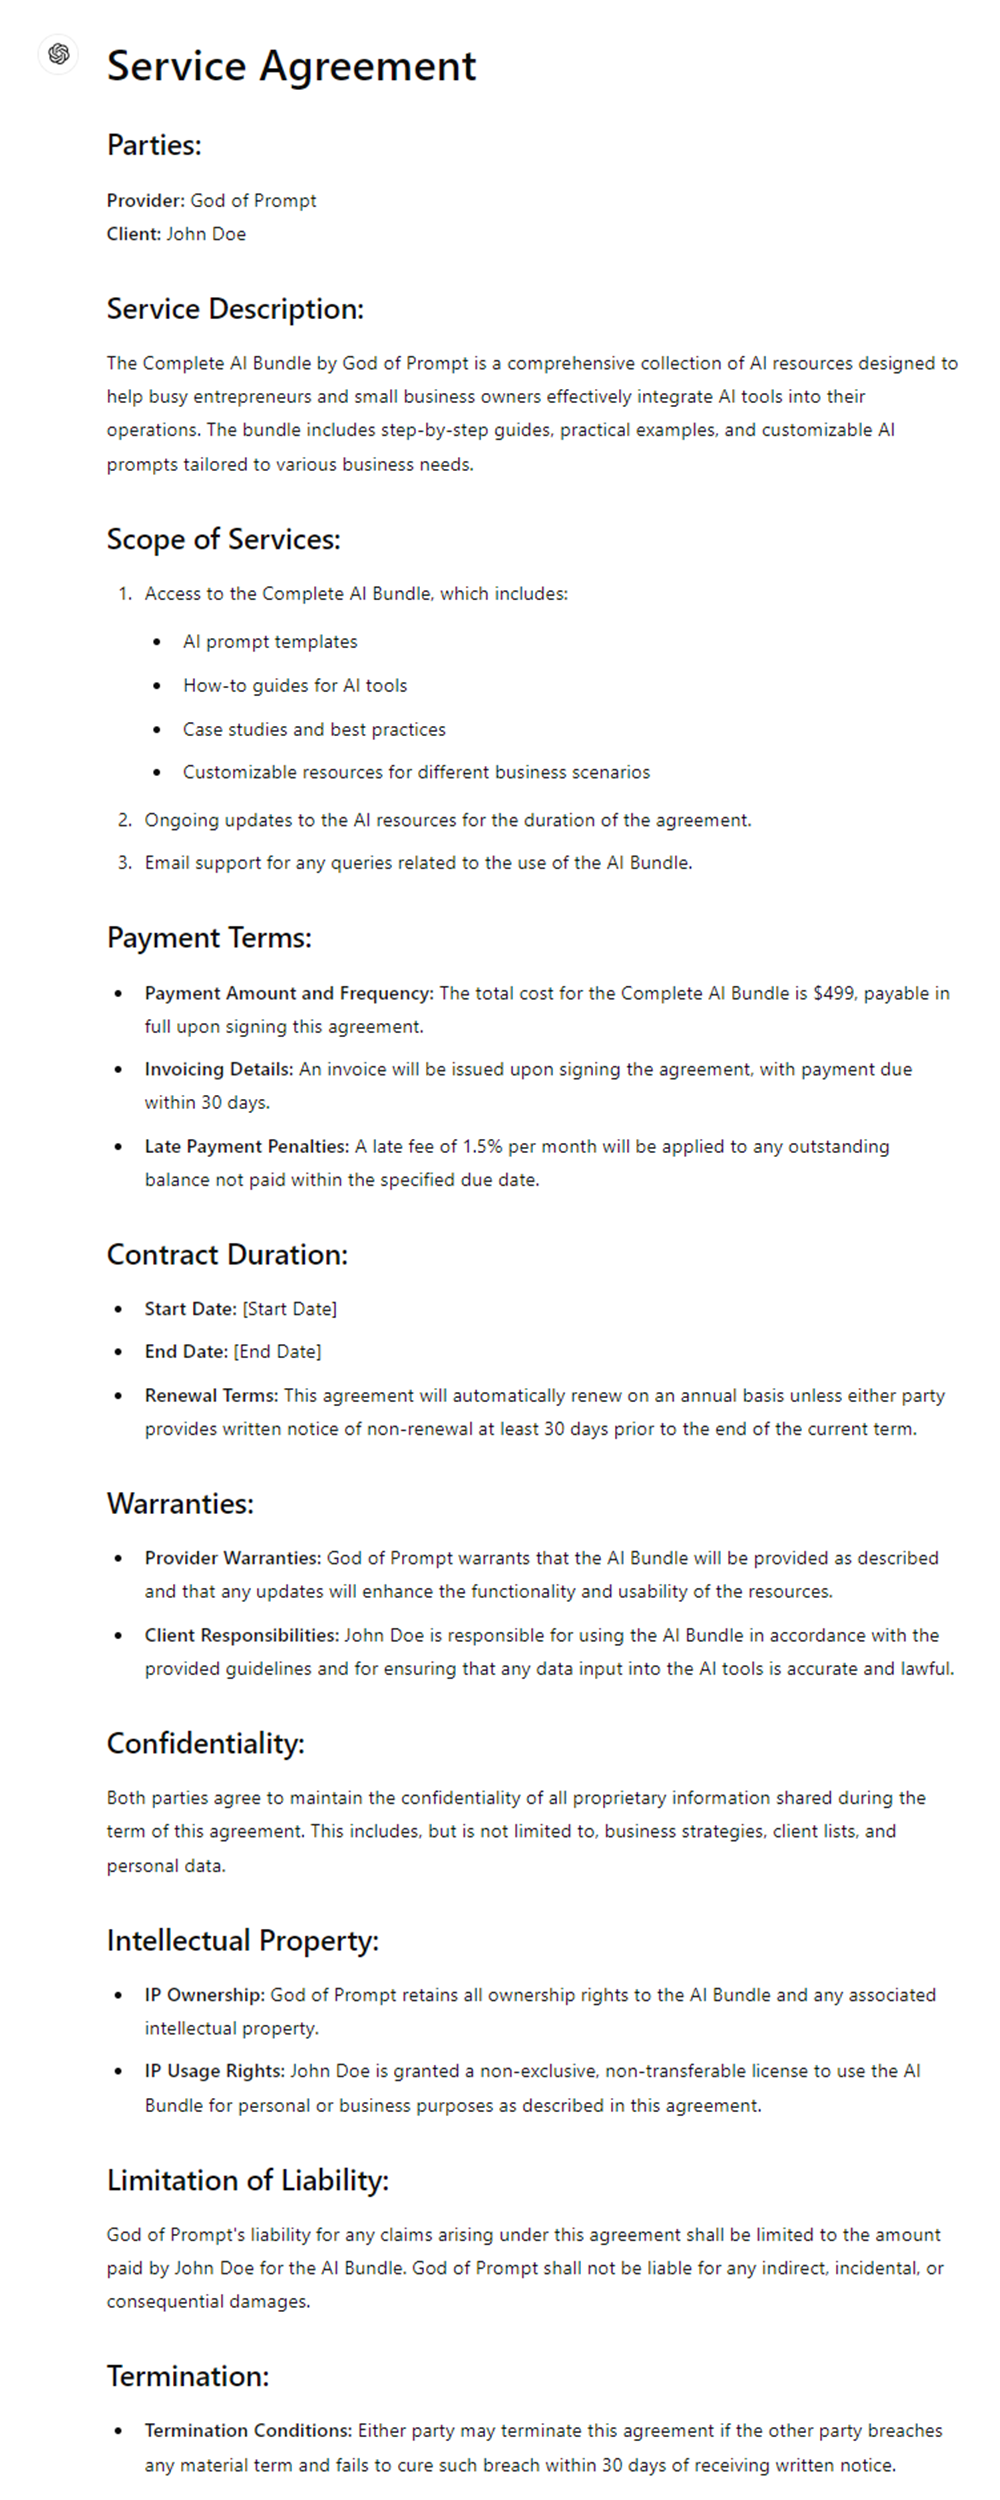 Service Agreement
Parties:
Provider: God of Prompt
Client: John Doe
Service Description:
The Complete AI Bundle by God of Prompt is a comprehensive collection of AI resources designed to
help busy entrepreneurs and small business owners effectively integrate AI tools into their
operations. The bundle includes step-by-step guides, practical examples, and customizable AI
prompts tailored to various business needs.
Scope of Services:
1. Access to the Complete AI Bundle, which includes:
• AI prompt templates
• How-to guides for AI tools
• Case studies and best practices
• Customizable resources for different business scenarios
2. Ongoing updates to the AI resources for the duration of the agreement.
3. Email support for any queries related to the use of the AI Bundle.
Payment Terms:
• Payment Amount and Frequency: The total cost for the Complete AI Bundle is $499, payable in
full upon signing this agreement.
• Invoicing Details: An invoice will be issued upon signing the agreement, with payment due
within 30 days.
• Late Payment Penalties: A late fee of 1.5% per month will be applied to any outstanding
balance not paid within the specified due date.
Contract Duration:
• Start Date: [Start Date]
• End Date: [End Date]
• Renewal Terms: This agreement will automatically renew on an annual basis unless either party
provides written notice of non-renewal at least 30 days prior to the end of the current term.
Warranties:
• Provider Warranties: God of Prompt warrants that the AI Bundle will be provided as described
and that any updates will enhance the functionality and usability of the resources.
• Client Responsibilities: John Doe is responsible for using the AI Bundle in accordance with the
provided guidelines and for ensuring that any data input into the AI tools is accurate and lawful.
Confidentiality:
Both parties agree to maintain the confidentiality of all proprietary information shared during the
term of this agreement. This includes, but is not limited to, business strategies, client lists, and
personal data.
Intellectual Property:
• IP Ownership: God of Prompt retains all ownership rights to the AI Bundle and any associated
intellectual property.
• IP Usage Rights: John Doe is granted a non-exclusive, non-transferable license to use the AI
Bundle for personal or business purposes as described in this agreement.
Limitation of Liability:
God of Prompt's liability for any claims arising under this agreement shall be limited to the amount
paid by John Doe for the AI Bundle. God of Prompt shall not be liable for any indirect, incidental, or
consequential damages.
Termination:
• Termination Conditions: Either party may terminate this agreement if the other party breaches
any material term and fails to cure such breach within 30 days of receiving written notice.